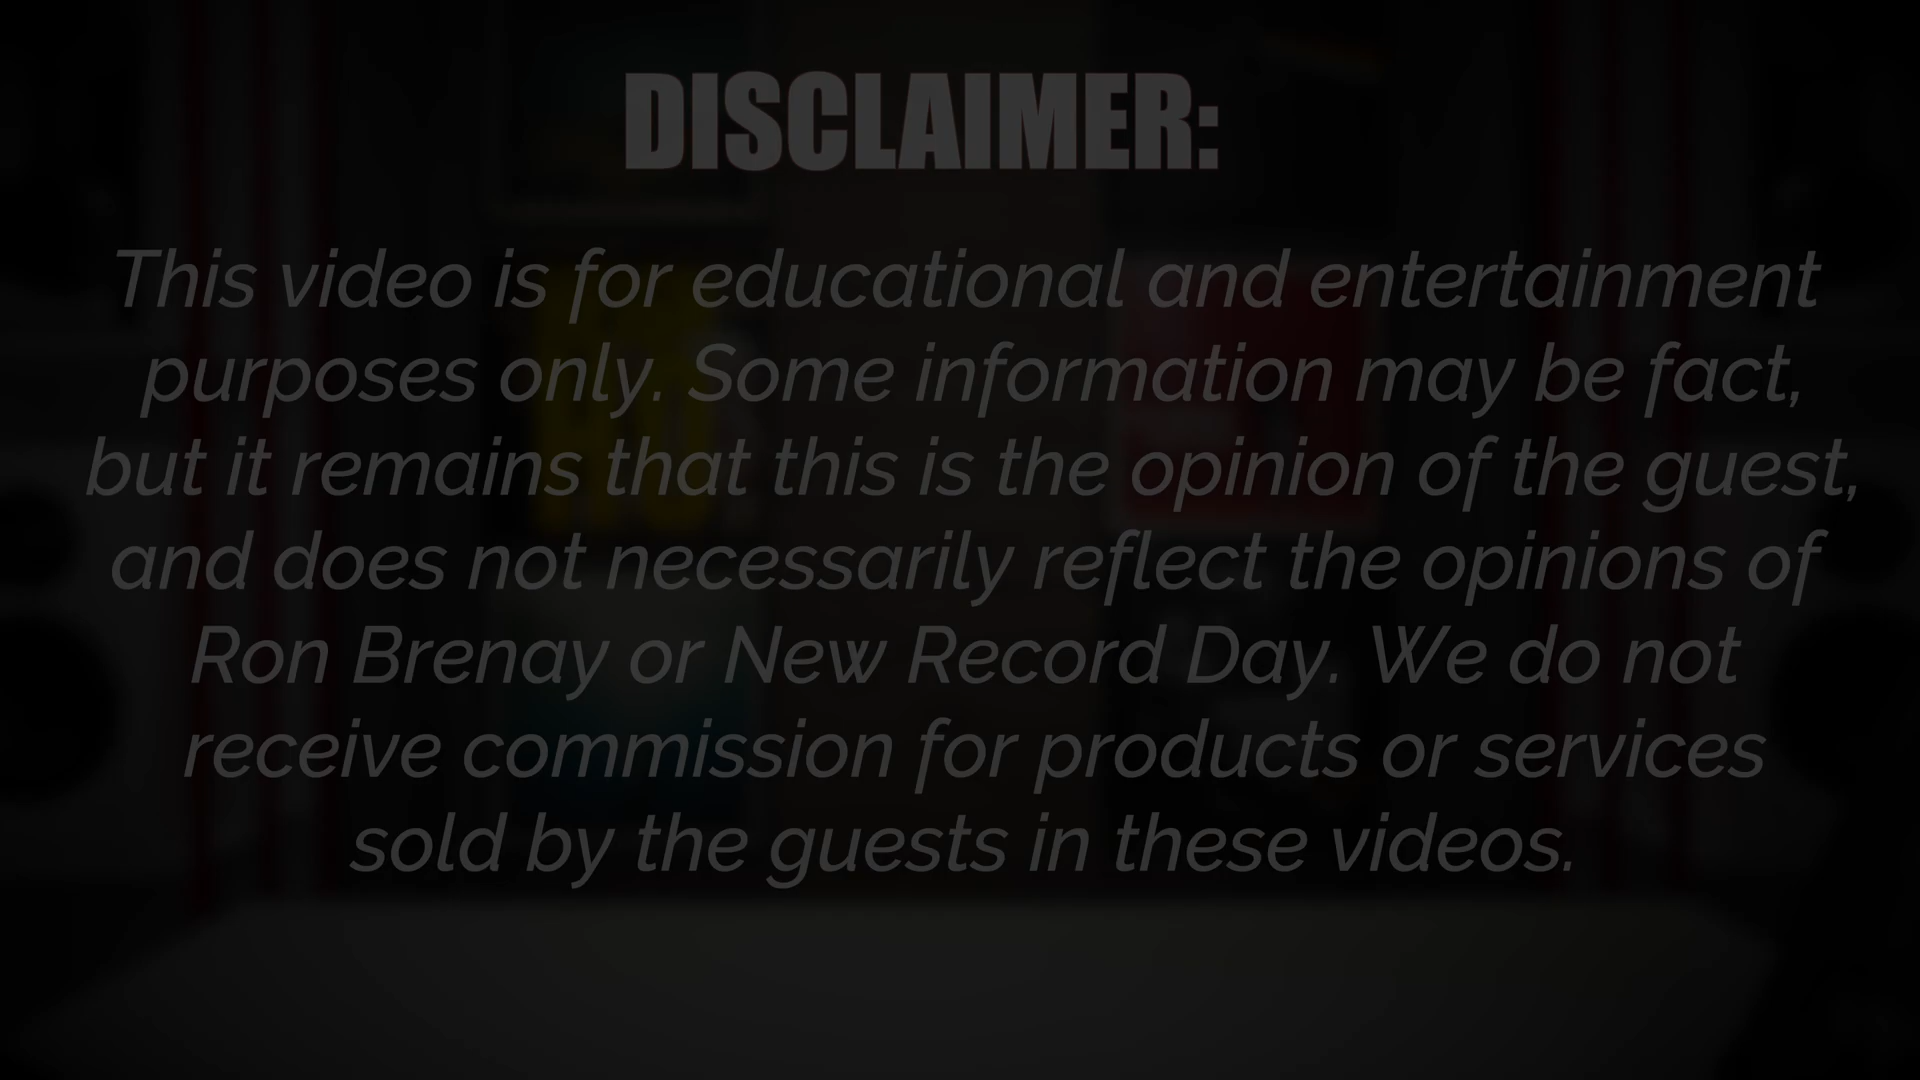 DISCLAIMER:
This video is for educational and entertainment
purposes only. Some information may be fact,
but it remains that this is the opinion of the guest,
and does not necessarily reflect the opinions of
Ron Brenay or New Record Day. We do not
receive commission for products or services
sold by the guests in these videos.